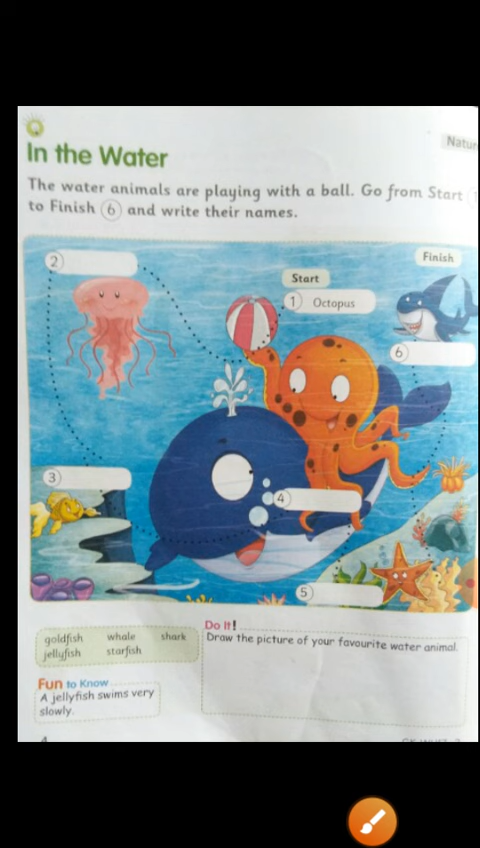 In the Water
The water animals are playing with a ball. Go from Start 1
to Finish 6 and write their names.
2
Finish
Start
1 Octopus
6
3
4
5
goldfish whale shark
jellyfish starfish
Do It!
Draw the picture of your favourite water animal.
Fun to Know
A jellyfish swims very
slowly.
4